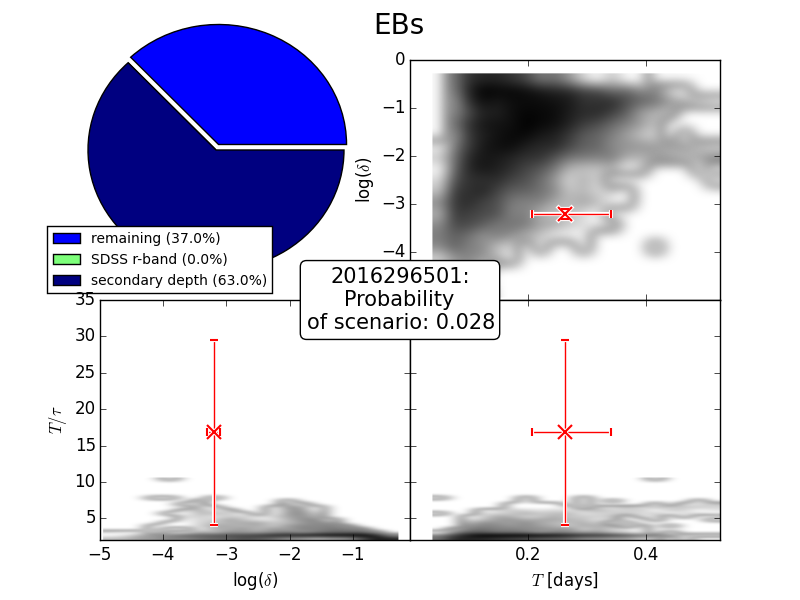 EBs
remaining (37.0%)
SDSS r-band (0.0%)
secondary depth (63.0%)
0
−1
−2
−3
−4
log(δ)
2016296501:
Probability
of scenario: 0.028
35
30
25
20
15
10
5
T/τ
−5 −4 −3 −2 −1
log(δ)
0.2 0.4
T [days]